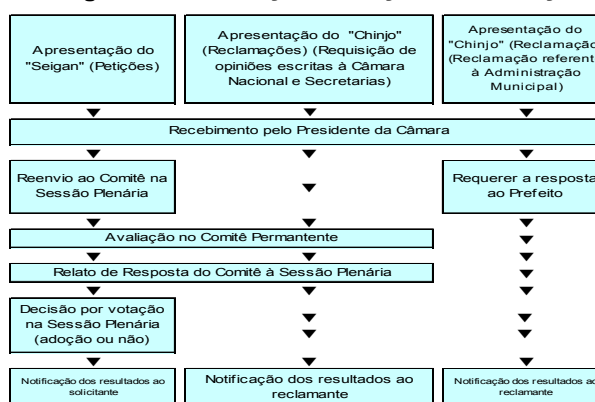 Apresentação do
"Seigan" (Petições)
Apresentação do "Chinjo"
(Reclamações) (Requisição de
opiniões escritas à Câmara
Nacional e Secretarias)
Apresentação do
"Chinjo" (Reclamação
(Reclamação referent
à Administração
Municipal)
Recebimento pelo Presidente da Câmara
Reenvio ao Comitê na
Sessão Plenária
Requerer a resposta
ao Prefeito
Avaliação no Comitê Permantente
Relato de Resposta do Comitê à Sessão Plenária
Decisão por votação
na Sessão Plenária
(adoção ou não)
Notificação dos resultados ao
solicitante
Notificação dos resultados ao
reclamante
Notificação dos resultados ao
reclamante